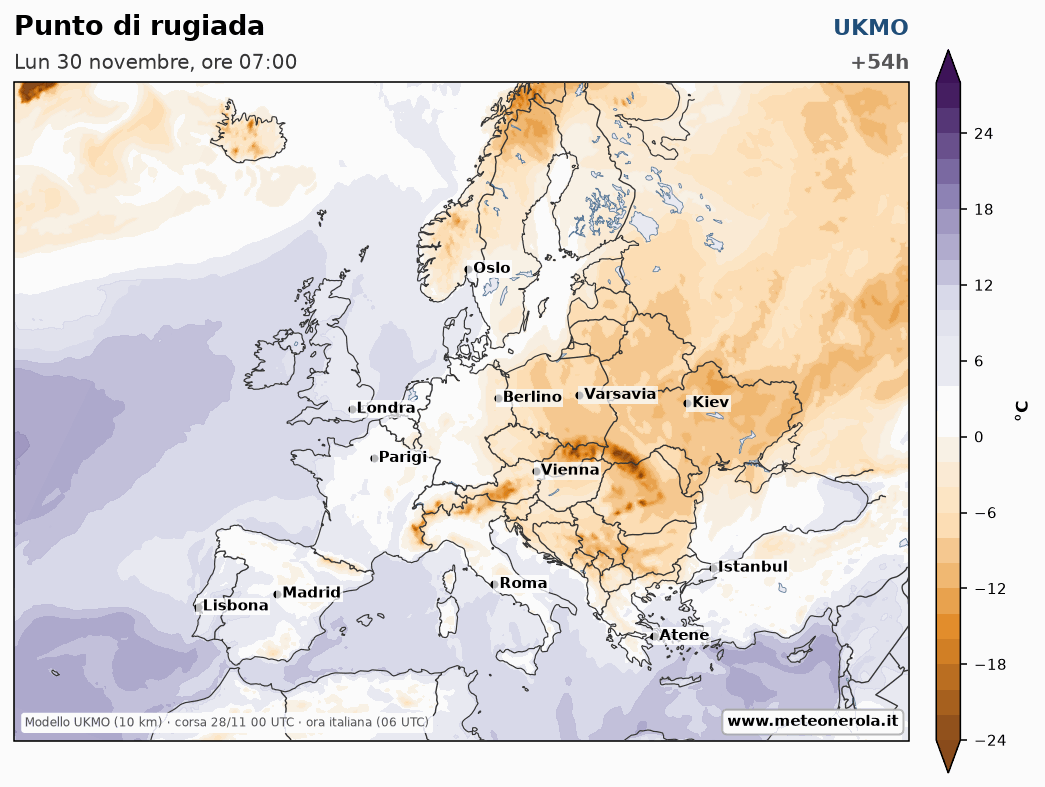 Punto di rugiada
UKMO
Lun 30 novembre, ore 07:00
+54h
Oslo
Londra
Berlino
Varsavia
Kiev
Parigi
Vienna
Istanbul
Roma
Madrid
Lisbona
Atene
24
18
12
6
0
−6
−12
−18
−24
°C
Modello UKMO (10 km) · corsa 28/11 00 UTC · ora italiana (06 UTC)
www.meteonerola.it